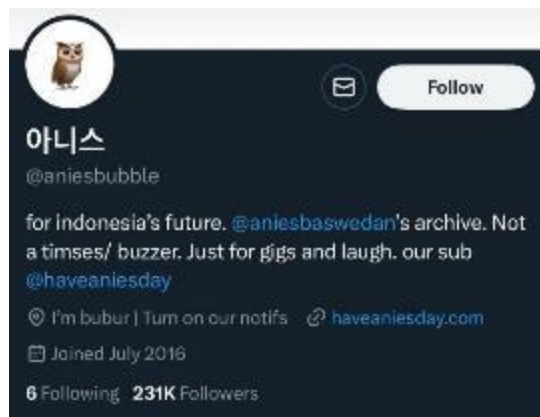 Follow
아니스
@aniesbubble
for indonesia's future. @aniesbaswedan's archive. Not
a timses/ buzzer. Just for gigs and laugh. our sub
@haveaniesday
I'm bubur | Turn on our notifs haveaniesday.com
Joined July 2016
6 Following 231K Followers